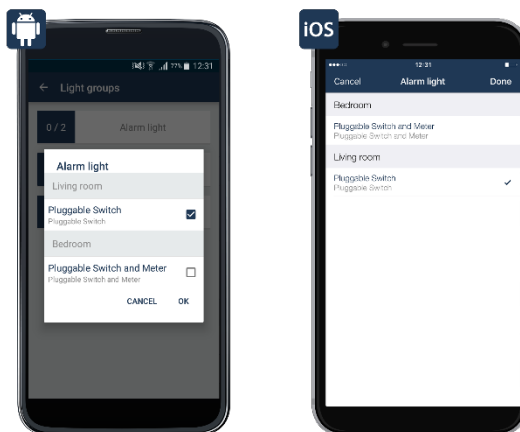 77% 12:31
Light groups
0 / 2 Alarm light
Alarm light
Living room
Pluggable Switch
Pluggable Switch
Bedroom
Pluggable Switch and Meter
Pluggable Switch and Meter
CANCEL OK
iOS
12:31
Cancel Alarm light Done
Bedroom
Pluggable Switch and Meter
Pluggable Switch and Meter
Living room
Pluggable Switch
Pluggable Switch